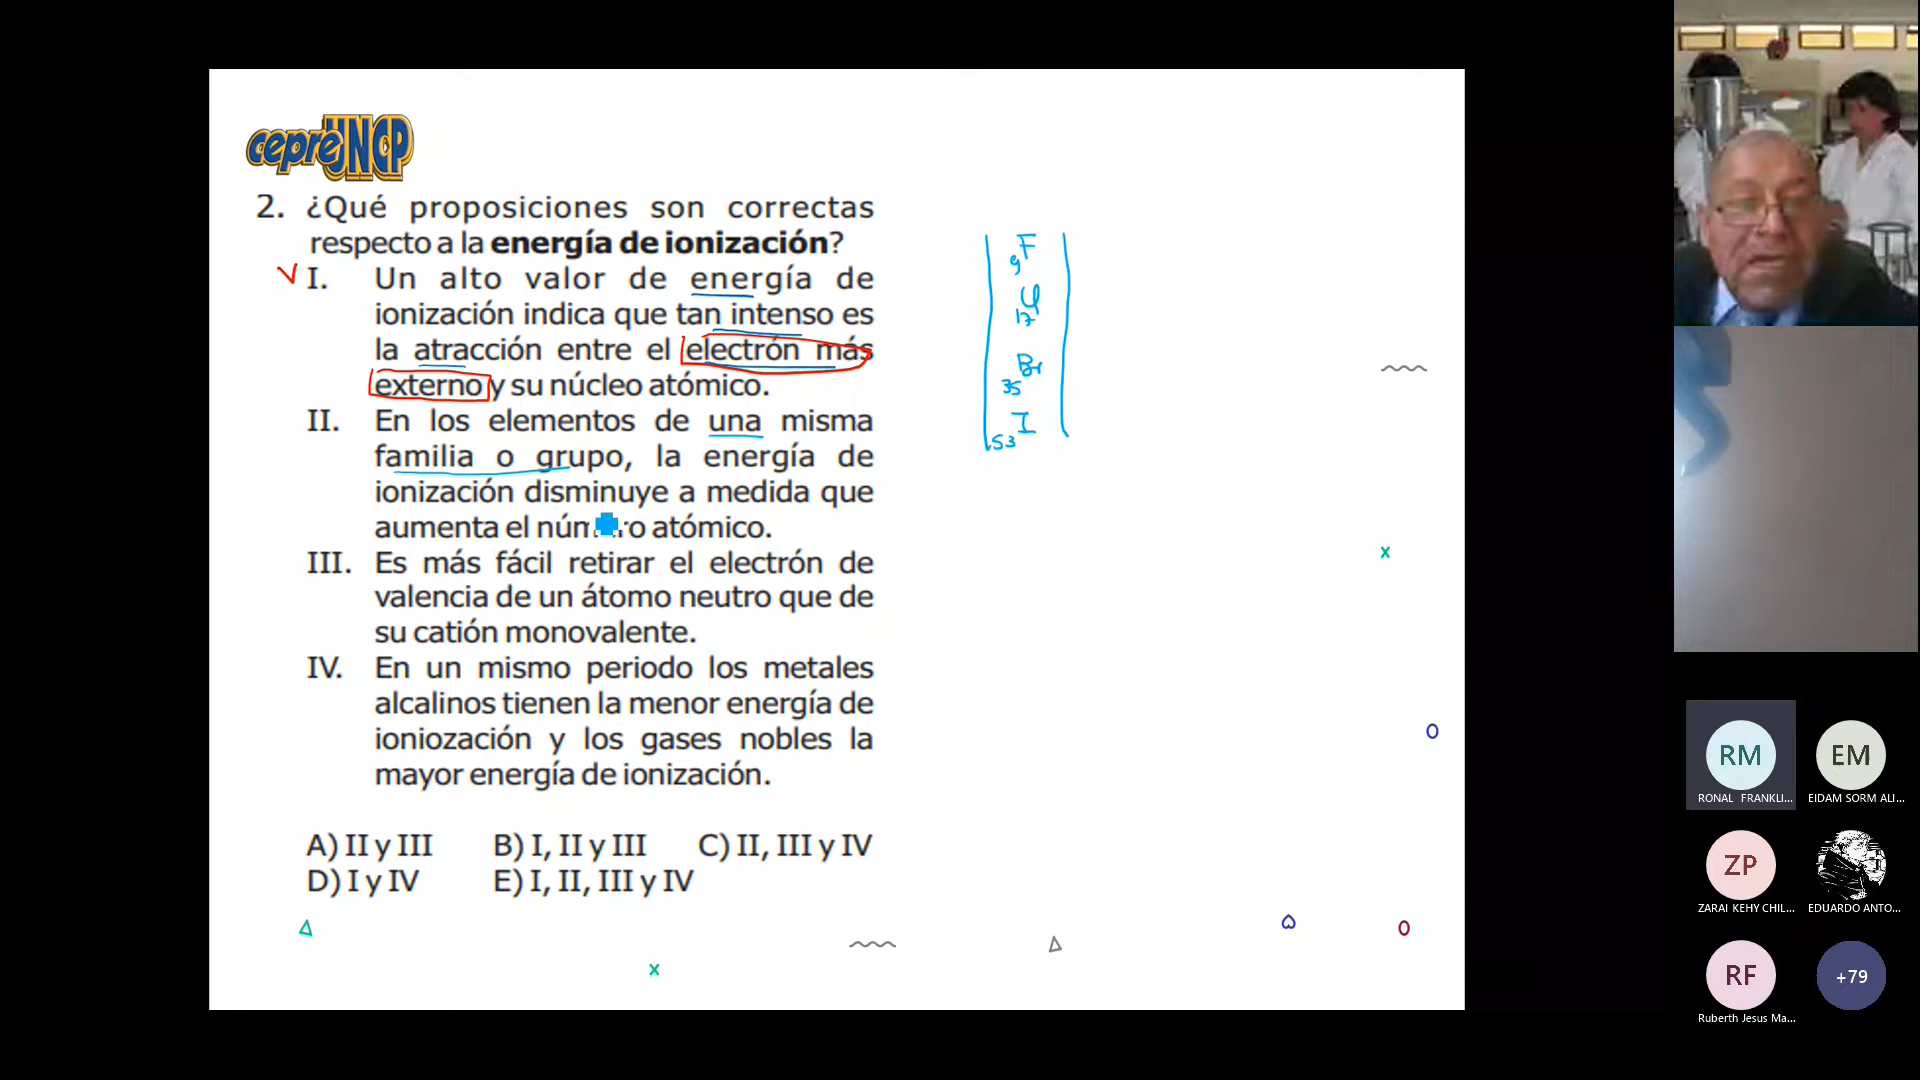 cepreUNCP
2. ¿Qué proposiciones son correctas
respecto a la energía de ionización?
V I. Un alto valor de energía de
ionización indica que tan intenso es
la atracción entre el electrón más
externo y su núcleo atómico.
II. En los elementos de una misma
familia o grupo, la energía de
ionización disminuye a medida que
aumenta el número atómico.
III. Es más fácil retirar el electrón de
valencia de un átomo neutro que de
su catión monovalente.
IV. En un mismo periodo los metales
alcalinos tienen la menor energía de
ioniozación y los gases nobles la
mayor energía de ionización.
A) II y III B) I, II y III C) II, III y IV
D) I y IV E) I, II, III y IV
9F
17Cl
35Br
53I
RM
RONAL FRANKLI...
EM
EIDAM SORM ALI...
ZP
ZARAI KEHY CHIL...
EDUARDO ANTO...
RF
Ruberth Jesus Ma...
+79